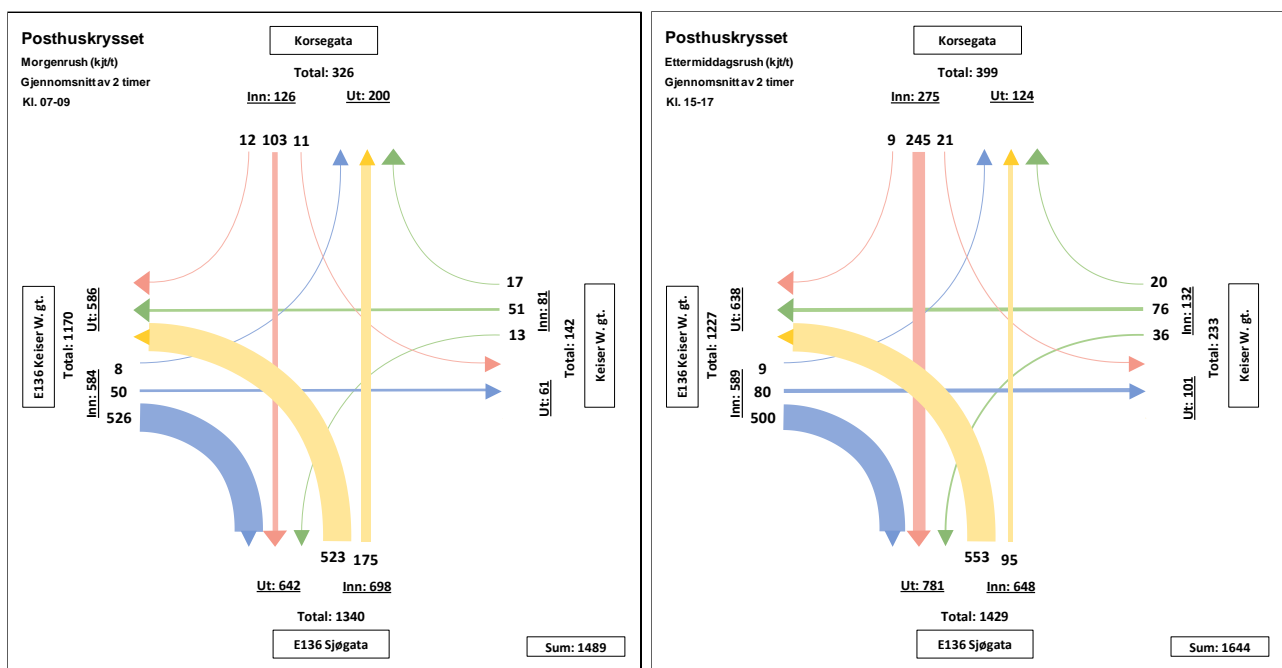 Posthuskrysset
Morgenrush (kjt/t)
Gjennomsnitt av 2 timer
Kl. 07-09
Korsegata
Total: 326
Inn: 126
Ut: 200
12 103 11
E136 Keiser W. gt.
Total: 1170
Ut: 586
Inn: 584
8
50
526
17
51
13
Inn: 81
Ut: 61
Total: 142
Keiser W. gt.
523 175
Ut: 642
Inn: 698
Total: 1340
E136 Sjøgata
Sum: 1489
Posthuskrysset
Ettermiddagsrush (kjt/t)
Gjennomsnitt av 2 timer
Kl. 15-17
Korsegata
Total: 399
Inn: 275
Ut: 124
9 245 21
E136 Keiser W. gt.
Total: 1227
Ut: 638
Inn: 589
9
80
500
20
76
36
Inn: 132
Ut: 101
Total: 233
Keiser W. gt.
553 95
Ut: 781
Inn: 648
Total: 1429
E136 Sjøgata
Sum: 1644